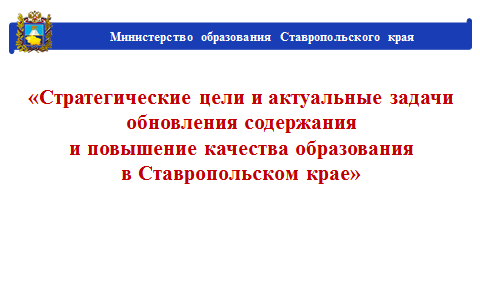 Министерство образования Ставропольского края
«Стратегические цели и актуальные задачи
обновления содержания
и повышение качества образования
в Ставропольском крае»